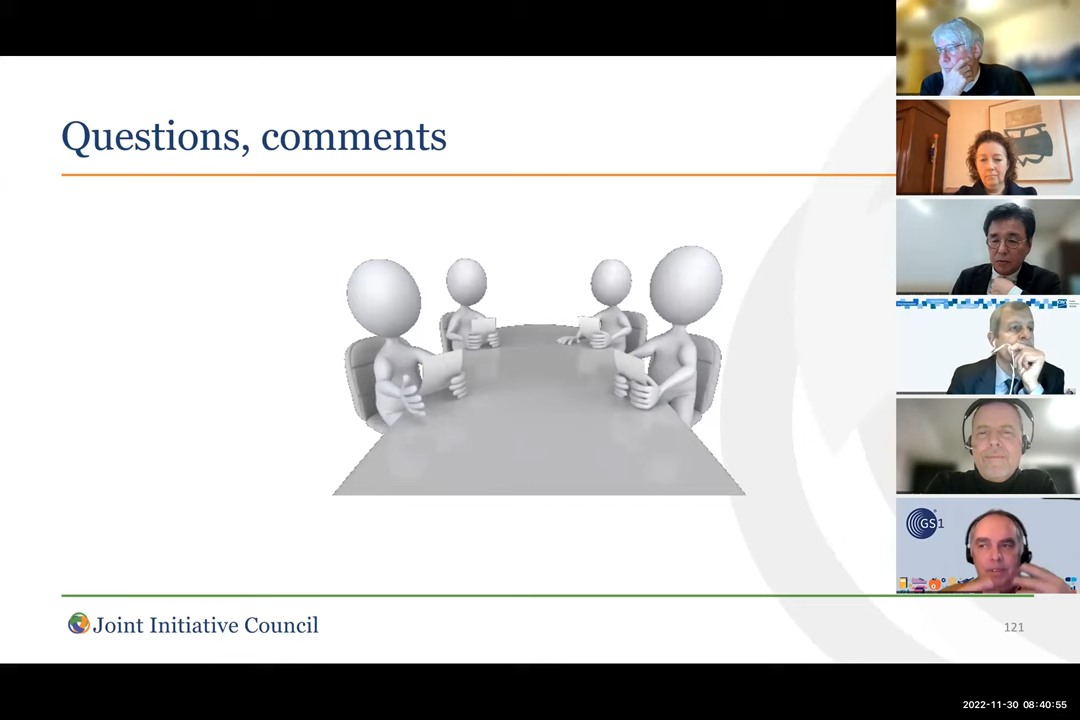 Questions, comments
GS1
Joint Initiative Council
121
2022-11-30 08:40:55